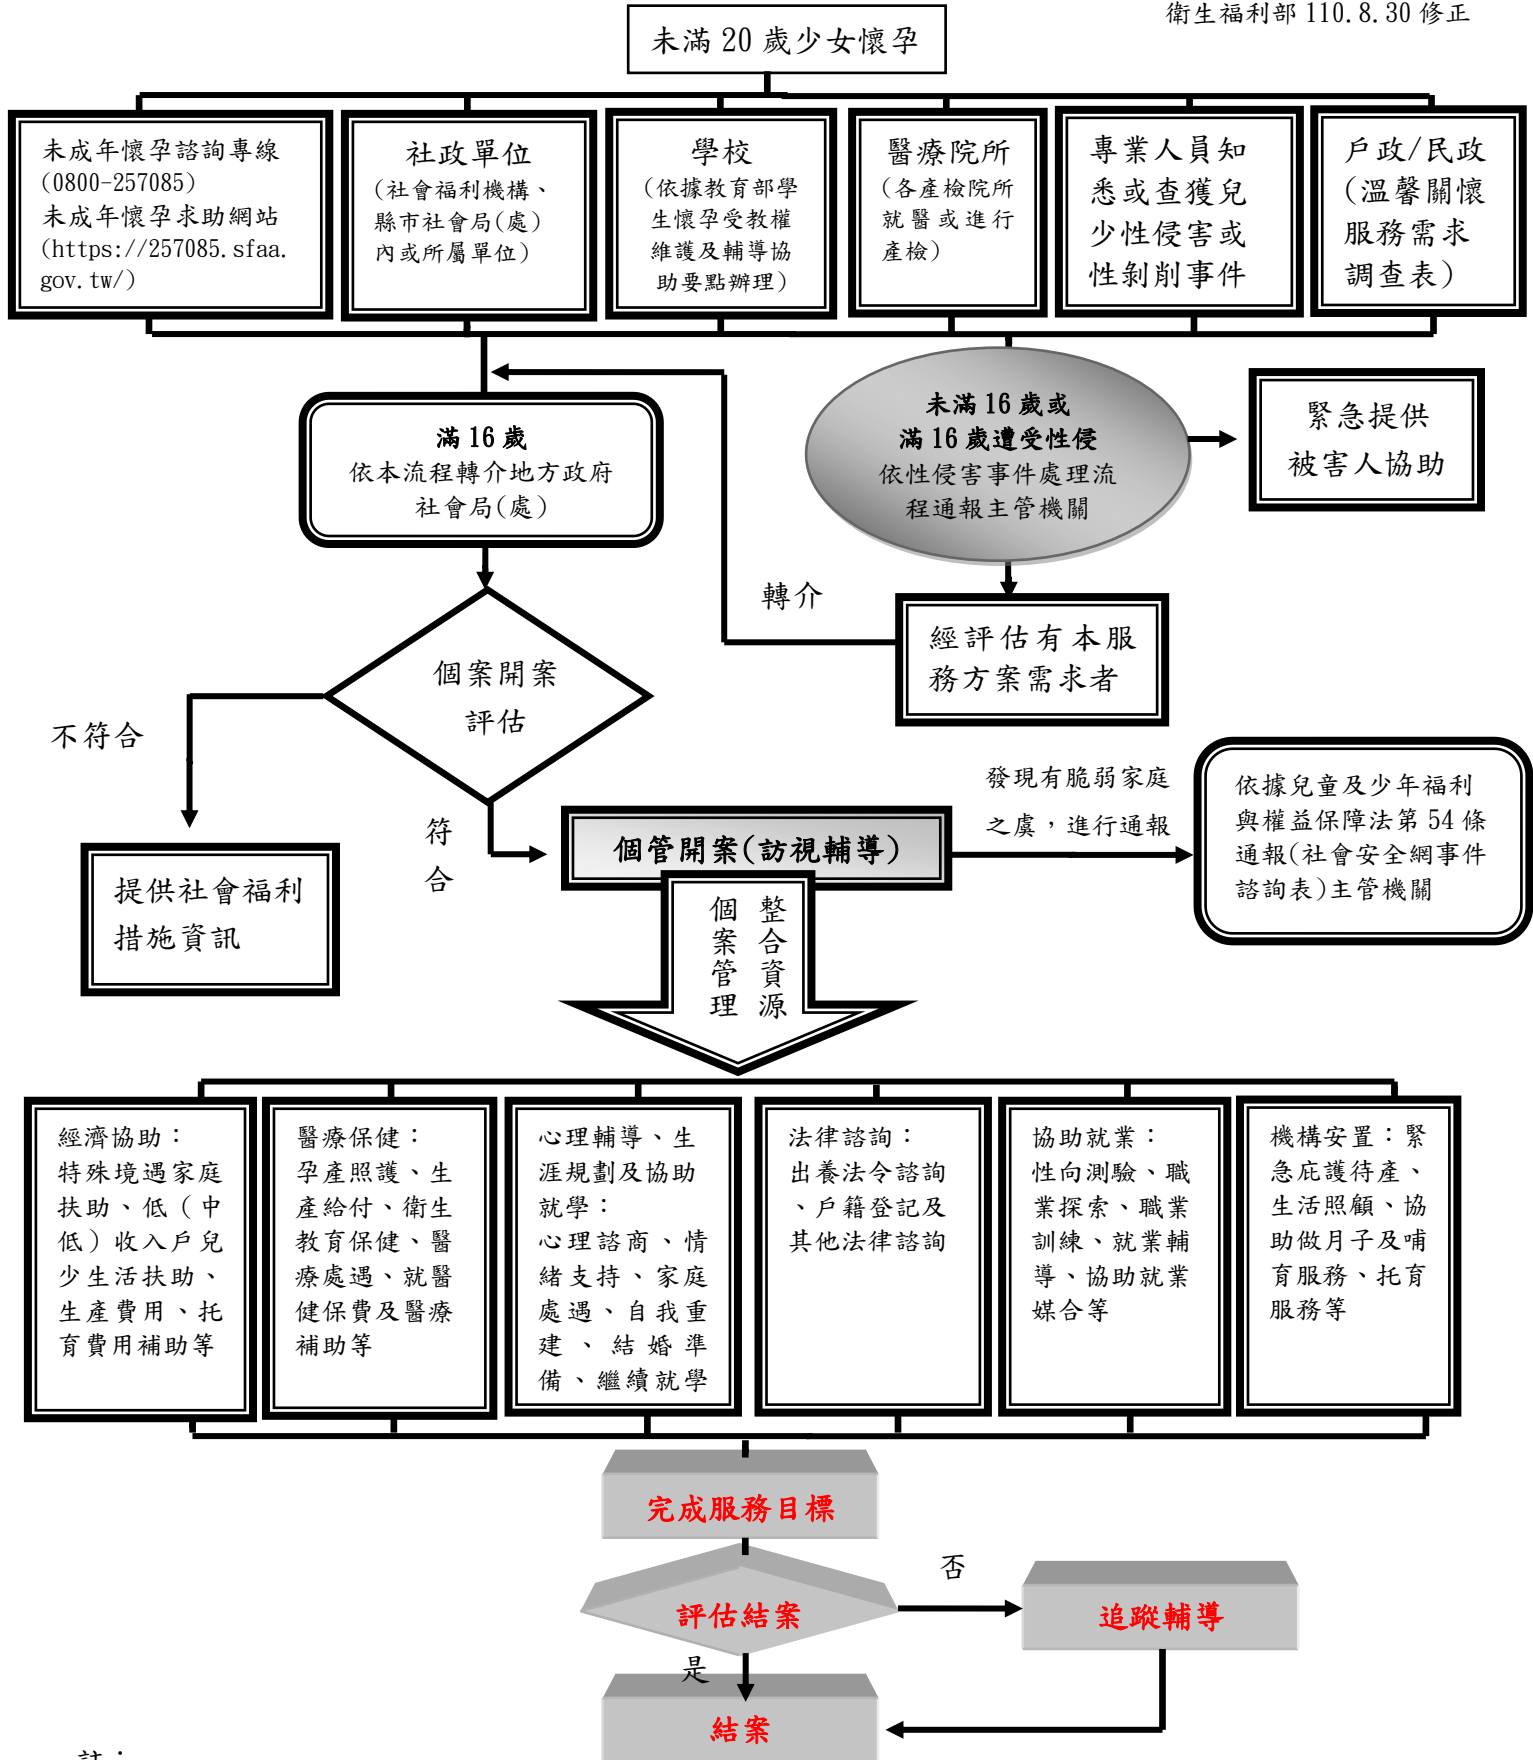 衛生福利部 110.8.30 修正
未滿 20 歲少女懷孕
未成年懷孕諮詢專線
(0800-257085)
未成年懷孕求助網站
(https://257085.sfaa.
gov.tw/)
社政單位
(社會福利機構、
縣市社會局(處)
內或所屬單位)
學校
(依據教育部學
生懷孕受教權
維護及輔導協
助要點辦理)
醫療院所
(各產檢院所
就醫或進行
產檢)
專業人員知
悉或查獲兒
少性侵害或
性剝削事件
戶政/民政
(溫馨關懷
服務需求
調查表)
滿 16 歲
依本流程轉介地方政府
社會局(處)
未滿 16 歲或
滿 16 歲遭受性侵
依性侵害事件處理流
程通報主管機關
緊急提供
被害人協助
轉介
經評估有本服
務方案需求者
個案開案
評估
不符合
提供社會福利
措施資訊
符
合
個管開案(訪視輔導)
發現有脆弱家庭
之虞，進行通報
依據兒童及少年福利
與權益保障法第 54 條
通報(社會安全網事件
諮詢表)主管機關
整合資源
個案管理
經濟協助：
特殊境遇家庭
扶助、低（中
低）收入戶兒
少生活扶助、
生產費用、托
育費用補助等
醫療保健：
孕產照護、生
產給付、衛生
教育保健、醫
療處遇、就醫
健保費及醫療
補助等
心理輔導、生
涯規劃及協助
就學：
心理諮商、情
緒支持、家庭
處遇、自我重
建、結婚準
備、繼續就學
法律諮詢：
出養法令諮詢
、戶籍登記及
其他法律諮詢
協助就業：
性向測驗、職
業探索、職業
訓練、就業輔
導、協助就業
媒合等
機構安置：緊
急庇護待產、
生活照顧、協
助做月子及哺
育服務、托育
服務等
完成服務目標
評估結案
否
追蹤輔導
是
結案
註：